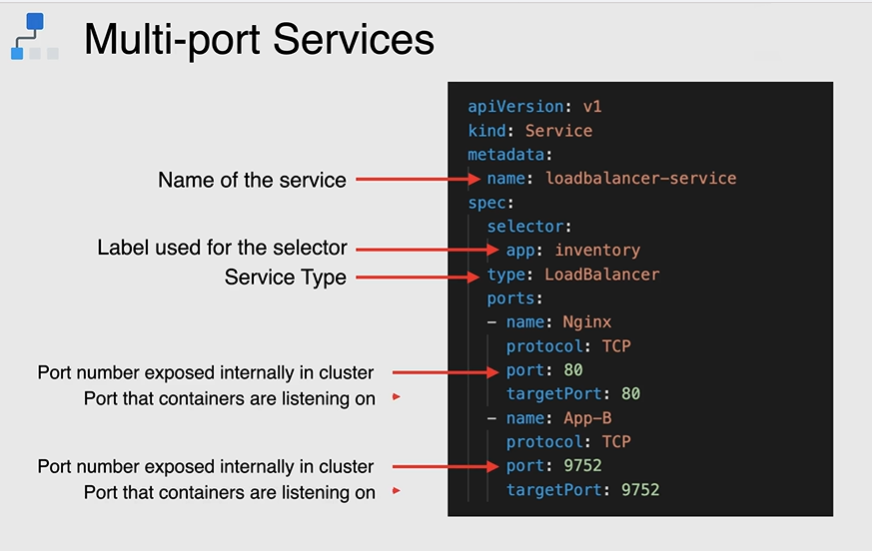 Multi-port Services
apiVersion: v1
kind: Service
metadata:
Name of the service
name: loadbalancer-service
spec:
selector:
Label used for the selector
app: inventory
Service Type
type: LoadBalancer
ports:
- name: Nginx
protocol: TCP
Port number exposed internally in cluster
port: 80
Port that containers are listening on
targetPort: 80
- name: App-B
protocol: TCP
Port number exposed internally in cluster
port: 9752
Port that containers are listening on
targetPort: 9752